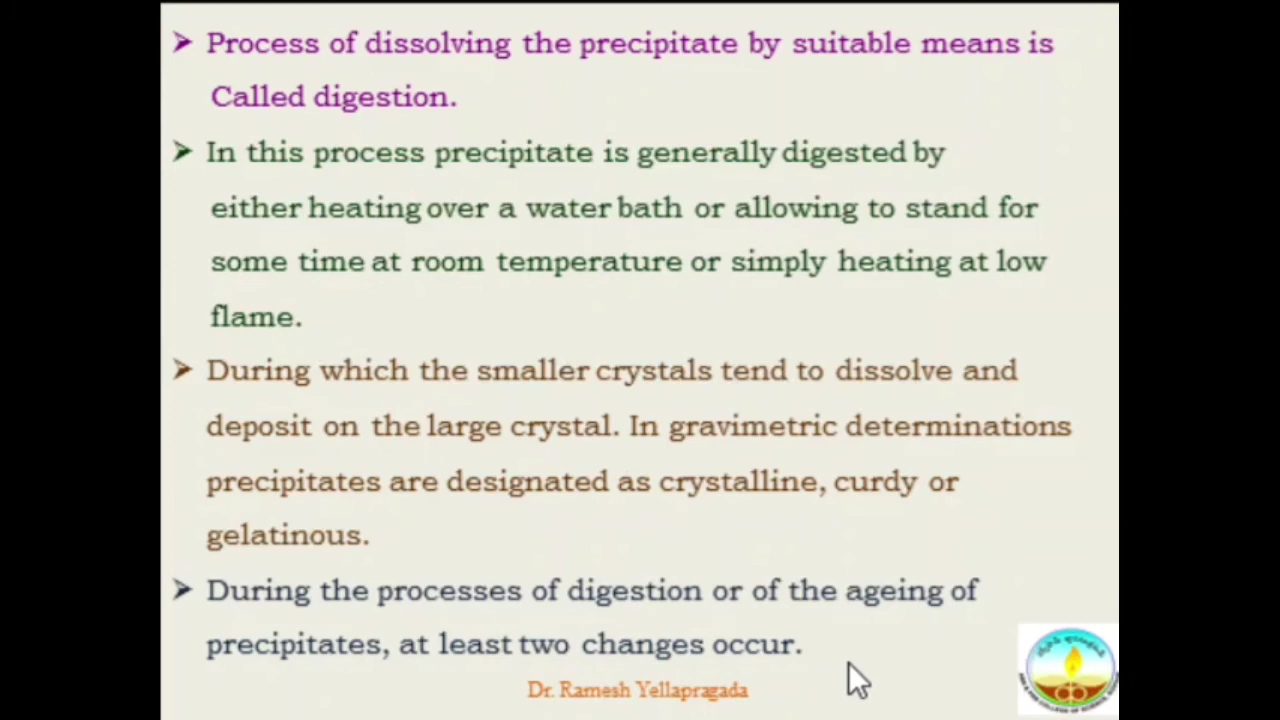 ➤ Process of dissolving the precipitate by suitable means is
Called digestion.
➤ In this process precipitate is generally digested by
either heating over a water bath or allowing to stand for
some time at room temperature or simply heating at low
flame.
➤ During which the smaller crystals tend to dissolve and
deposit on the large crystal. In gravimetric determinations
precipitates are designated as crystalline, curdy or
gelatinous.
➤ During the processes of digestion or of the ageing of
precipitates, at least two changes occur.
Dr. Ramesh Yellapragada